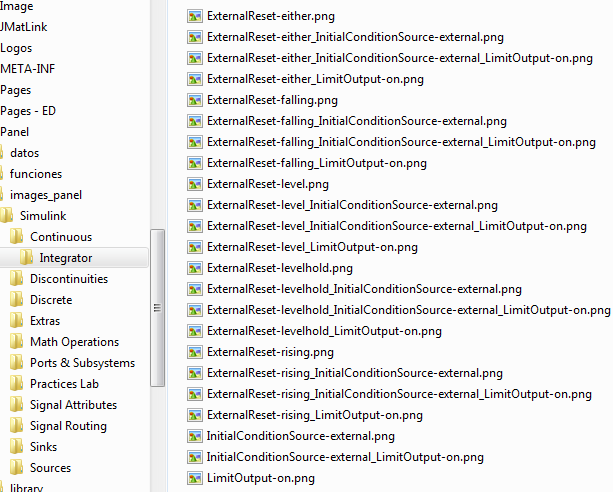 Image
JMatLink
Logos
META-INF
Pages
Pages - ED
Panel
datos
funciones
images_panel
Simulink
Continuous
Integrator
Discontinuities
Discrete
Extras
Math Operations
Ports & Subsystems
Practices Lab
Signal Attributes
Signal Routing
Sinks
Sources
library
ExternalReset-either.png
ExternalReset-either_InitialConditionSource-external.png
ExternalReset-either_InitialConditionSource-external_LimitOutput-on.png
ExternalReset-either_LimitOutput-on.png
ExternalReset-falling.png
ExternalReset-falling_InitialConditionSource-external.png
ExternalReset-falling_InitialConditionSource-external_LimitOutput-on.png
ExternalReset-falling_LimitOutput-on.png
ExternalReset-level.png
ExternalReset-level_InitialConditionSource-external.png
ExternalReset-level_InitialConditionSource-external_LimitOutput-on.png
ExternalReset-level_LimitOutput-on.png
ExternalReset-levelhold.png
ExternalReset-levelhold_InitialConditionSource-external.png
ExternalReset-levelhold_InitialConditionSource-external_LimitOutput-on.png
ExternalReset-levelhold_LimitOutput-on.png
ExternalReset-rising.png
ExternalReset-rising_InitialConditionSource-external.png
ExternalReset-rising_InitialConditionSource-external_LimitOutput-on.png
ExternalReset-rising_LimitOutput-on.png
InitialConditionSource-external.png
InitialConditionSource-external_LimitOutput-on.png
LimitOutput-on.png